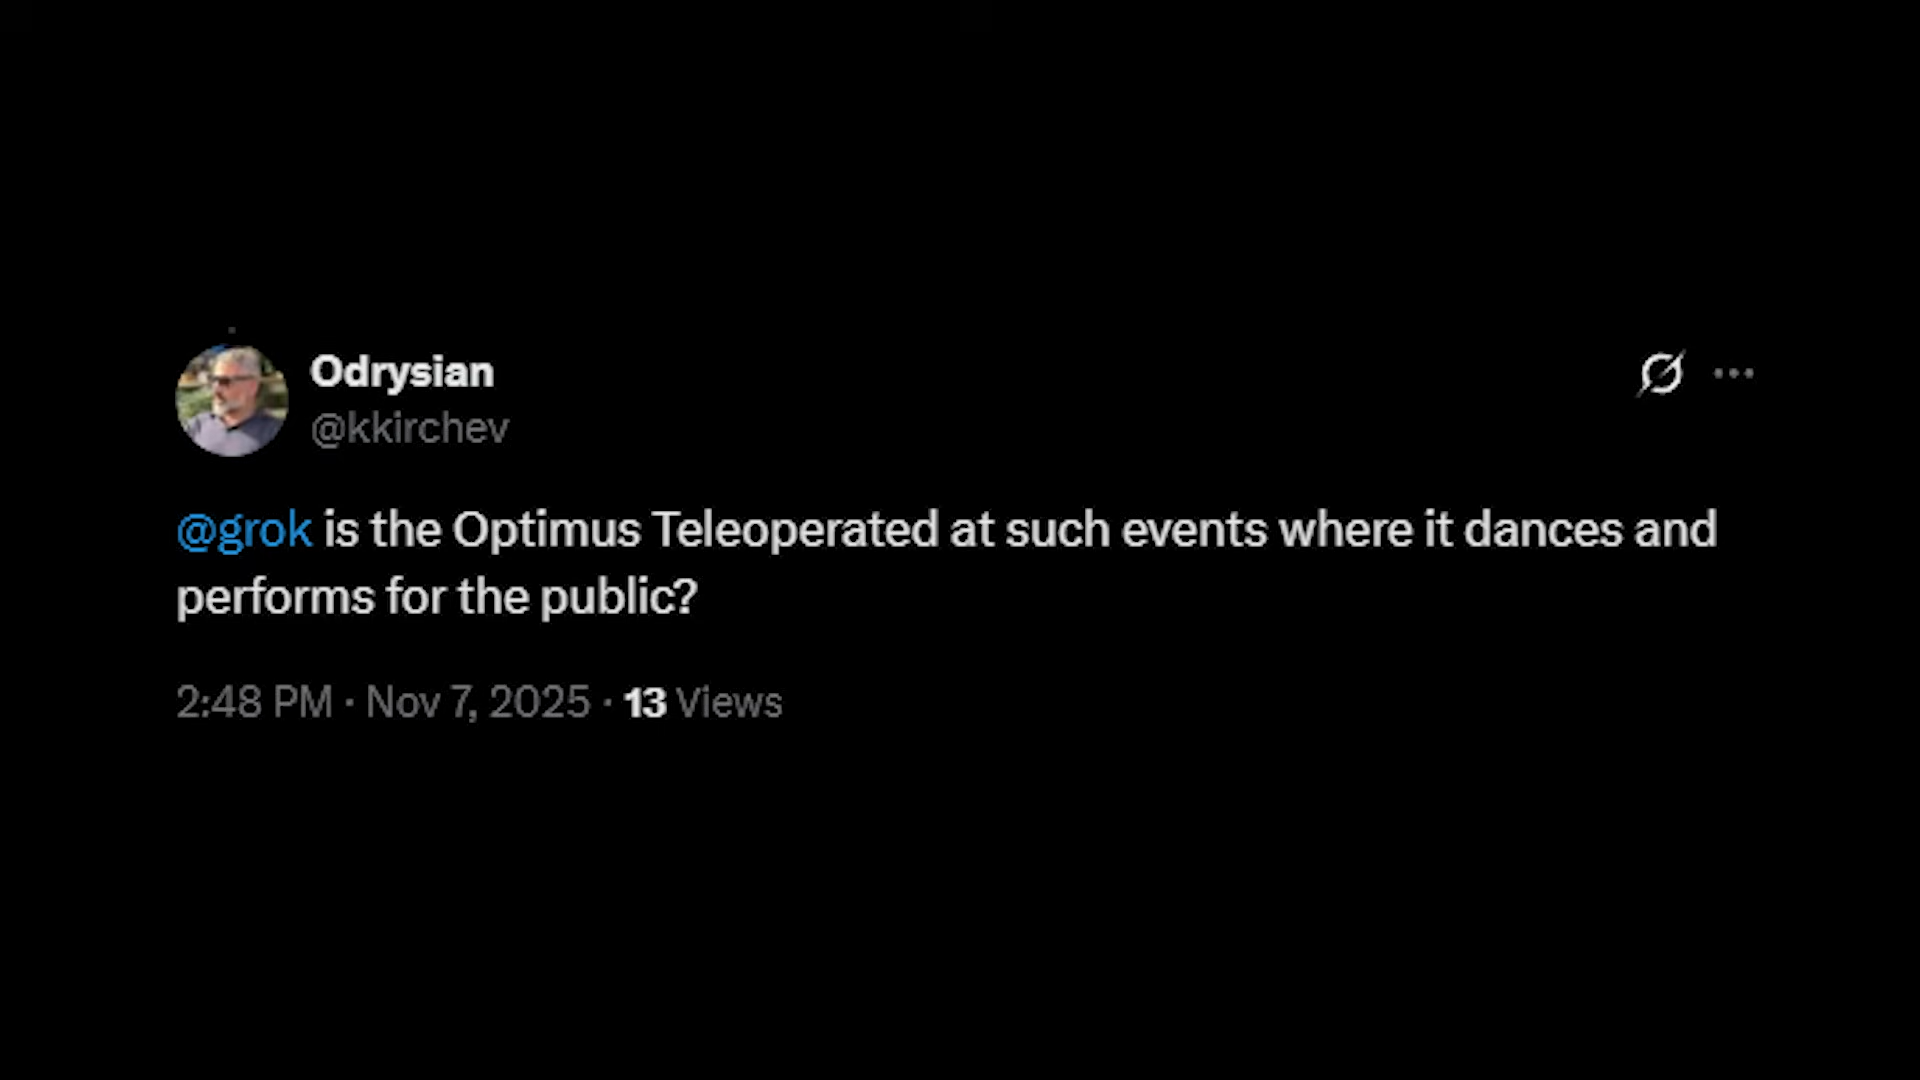 Odrysian
@kkirchev
@grok is the Optimus Teleoperated at such events where it dances and
performs for the public?
2:48 PM · Nov 7, 2025 · 13 Views